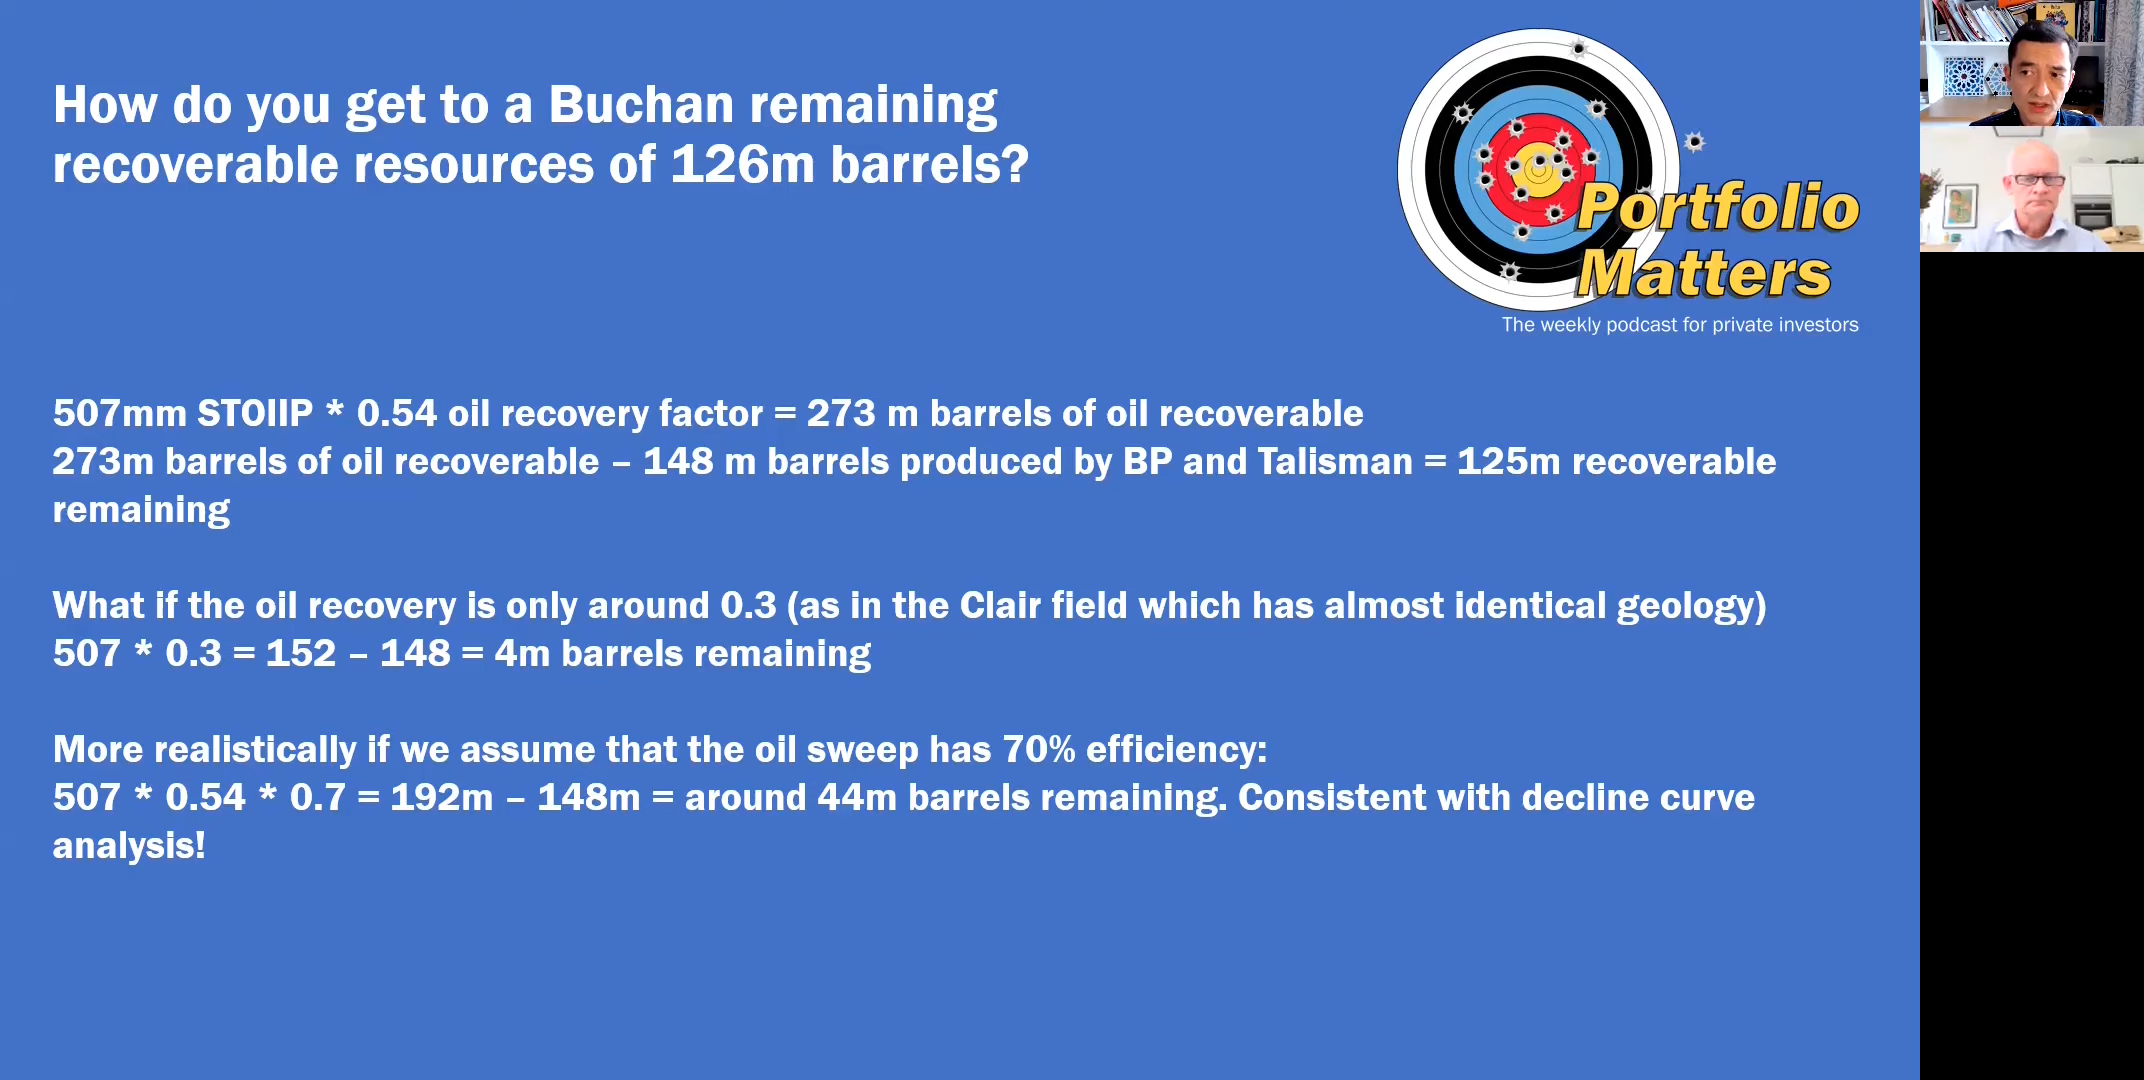 How do you get to a Buchan remaining
recoverable resources of 126m barrels?
Portfolio
Matters
The weekly podcast for private investors
507mm STOIIP * 0.54 oil recovery factor = 273 m barrels of oil recoverable
273m barrels of oil recoverable – 148 m barrels produced by BP and Talisman = 125m recoverable
remaining
What if the oil recovery is only around 0.3 (as in the Clair field which has almost identical geology)
507 * 0.3 = 152 – 148 = 4m barrels remaining
More realistically if we assume that the oil sweep has 70% efficiency:
507 * 0.54 * 0.7 = 192m – 148m = around 44m barrels remaining. Consistent with decline curve
analysis!